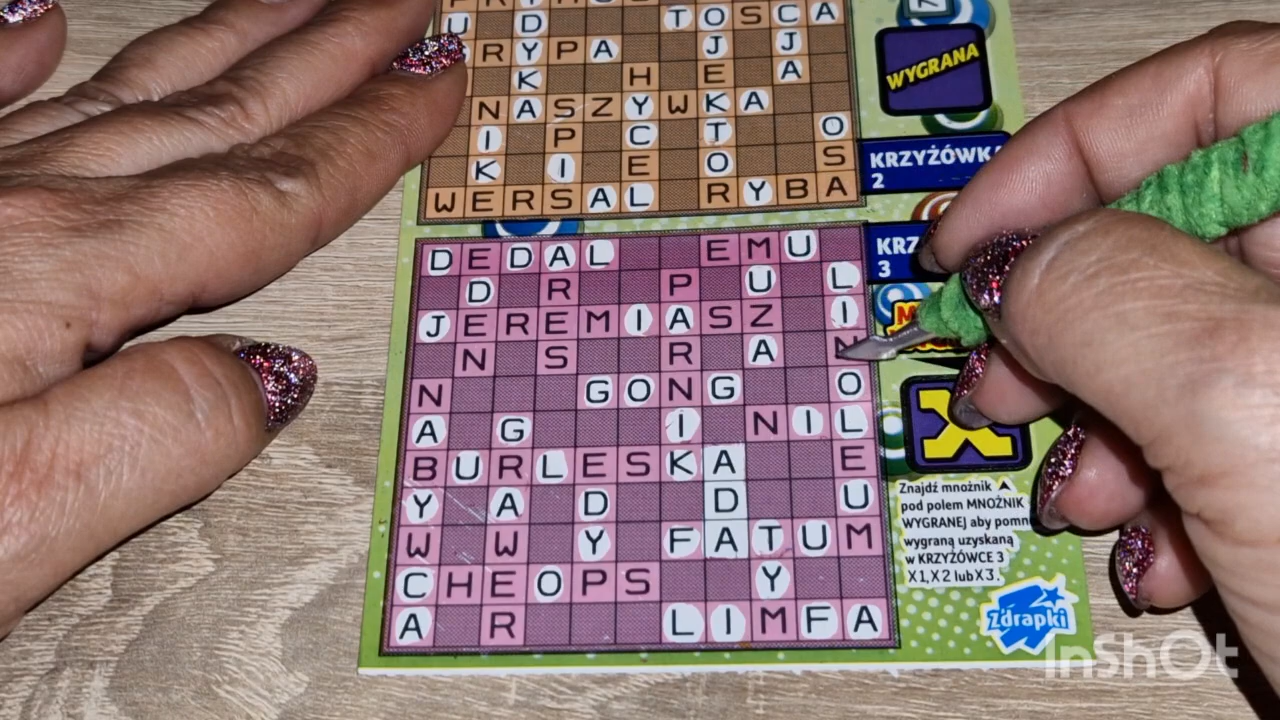 TOSCA
RYPA
H
NASZYWKA
WERSAL RYBA
WYGRANA
KRZYŻÓWKA
2
DEDAL EMU
D R P U L
JEREMIASZ I
N S R A N
N GONG O
A G I NIL
BURLESKA E
Y A D D U
W W Y FATUM
CHEOPS Y
A R LIMFA
KRZ
3
X
Znajdź mnożnik
pod polem MNOŻNIK
WYGRANEJ aby pomn
wygraną uzyskaną
w KRZYŻÓWCE 3
X1, X2 lub X3.
Zdrapki
InShOt